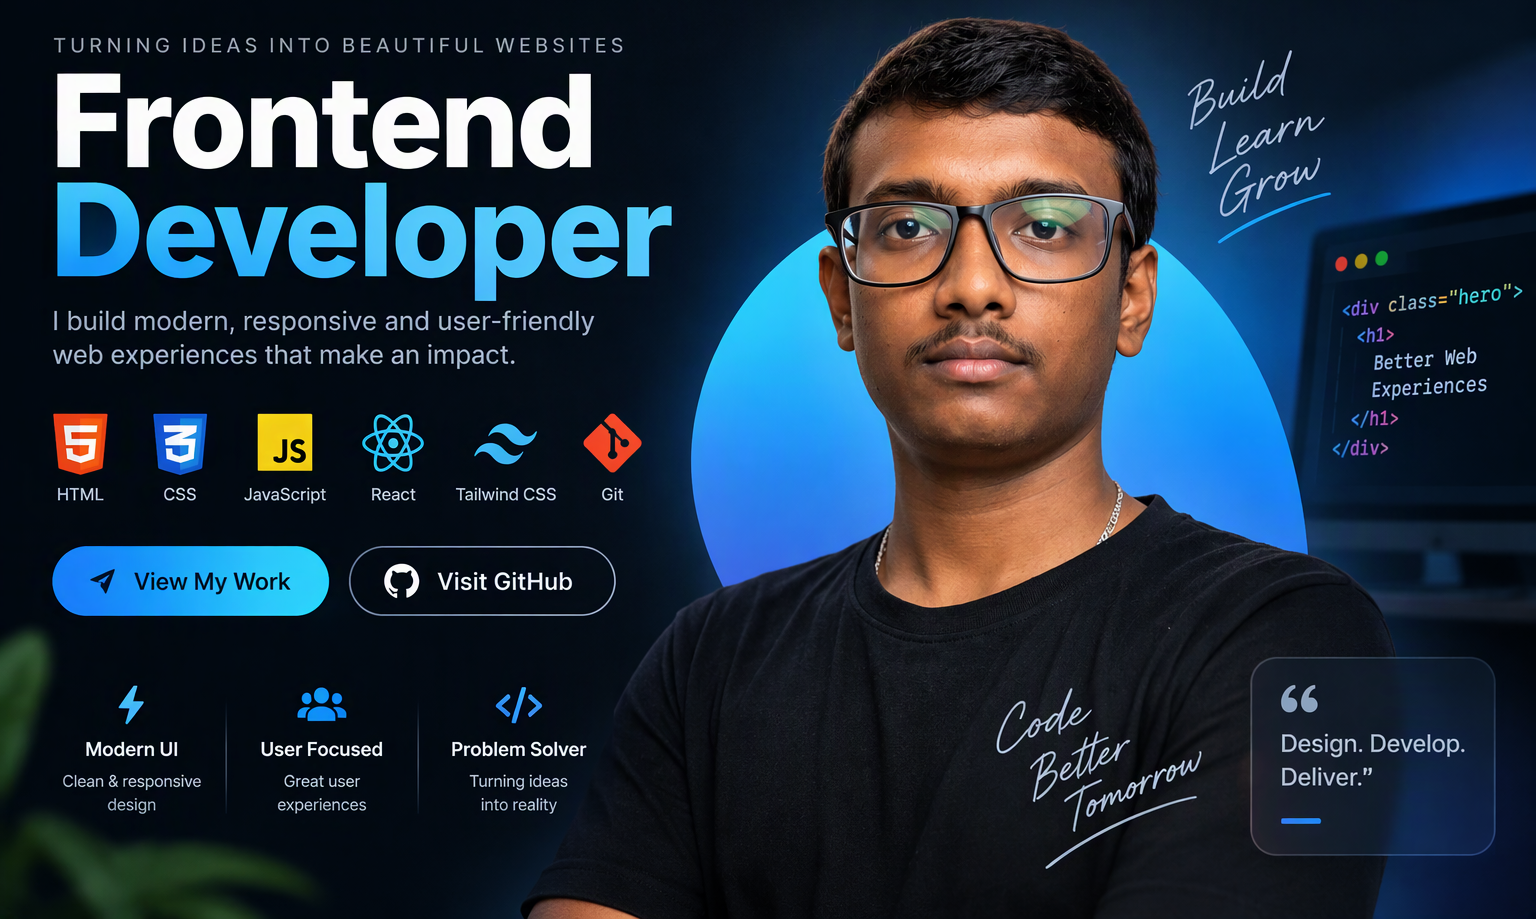 TURNING IDEAS INTO BEAUTIFUL WEBSITES
Frontend
Developer
I build modern, responsive and user-friendly
web experiences that make an impact.
HTML
CSS
JS
JavaScript
React
Tailwind CSS
Git
View My Work
Visit GitHub
Modern UI
Clean & responsive
design
User Focused
Great user
experiences
</>
Problem Solver
Turning ideas
into reality
Build
Learn
Grow
<div class="hero">
<h1>
Better Web
Experiences
</h1>
</div>
Code
Better
Tomorrow
“
Design. Develop.
Deliver.”